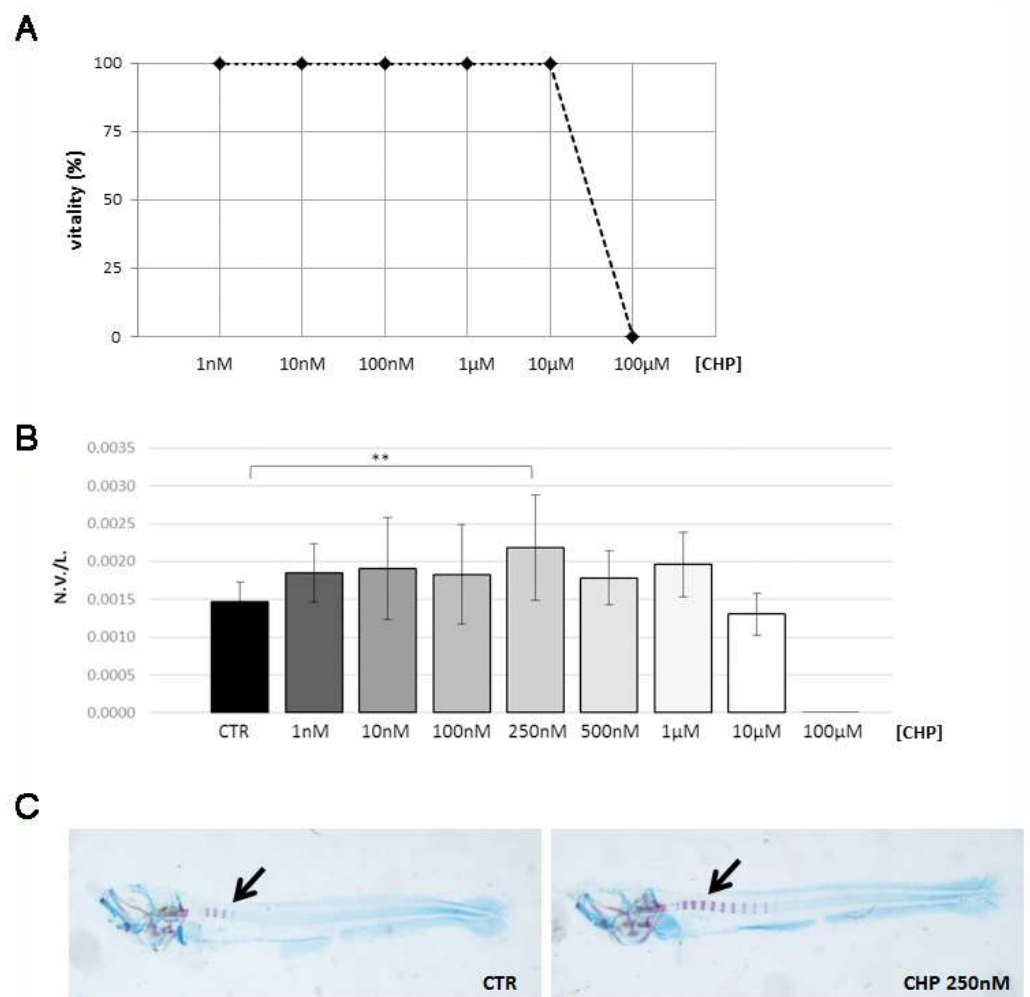 A
100
75
50
25
0
vitality (%)
1nM 10nM 100nM 1µM 10µM 100µM [CHP]
B
0.0035
0.0030
0.0025
0.0020
0.0015
0.0010
0.0005
0.0000
N.V./L.
**
CTR 1nM 10nM 100nM 250nM 500nM 1µM 10µM 100µM [CHP]
C
CTR
CHP 250nM